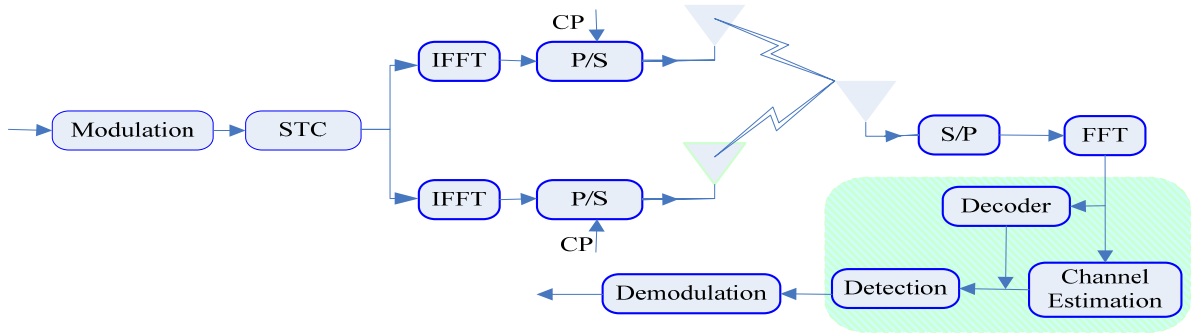 CP
IFFT
P/S
Modulation
STC
S/P
FFT
IFFT
P/S
CP
Decoder
Channel
Estimation
Detection
Demodulation